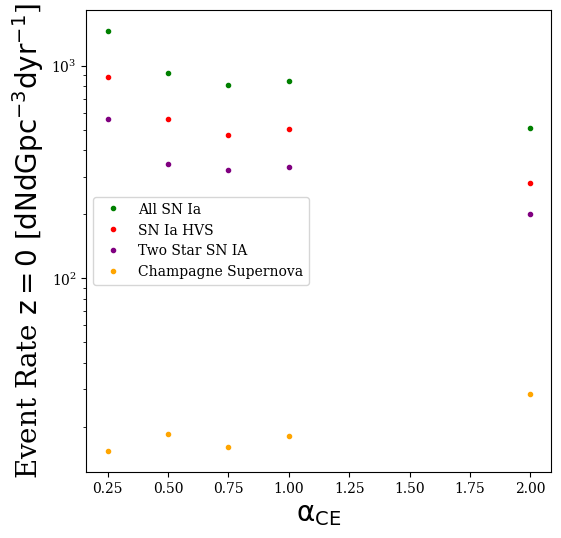 Event Rate z = 0 [dNdGpc⁻³dyr⁻¹]
10³
10²
All SN Ia
SN Ia HVS
Two Star SN IA
Champagne Supernova
0.25 0.50 0.75 1.00 1.25 1.50 1.75 2.00
α_CE